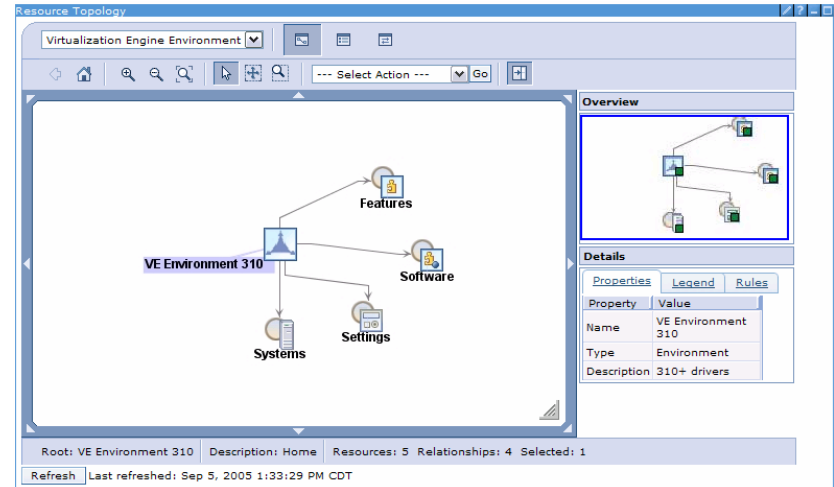 Resource Topology
Virtualization Engine Environment
--- Select Action ---
Go
Features
VE Environment 310
Software
Settings
Systems
Overview
Details
Properties Legend Rules
Property Value
Name VE Environment 310
Type Environment
Description 310+ drivers
Root: VE Environment 310 Description: Home Resources: 5 Relationships: 4 Selected: 1
Refresh Last refreshed: Sep 5, 2005 1:33:29 PM CDT